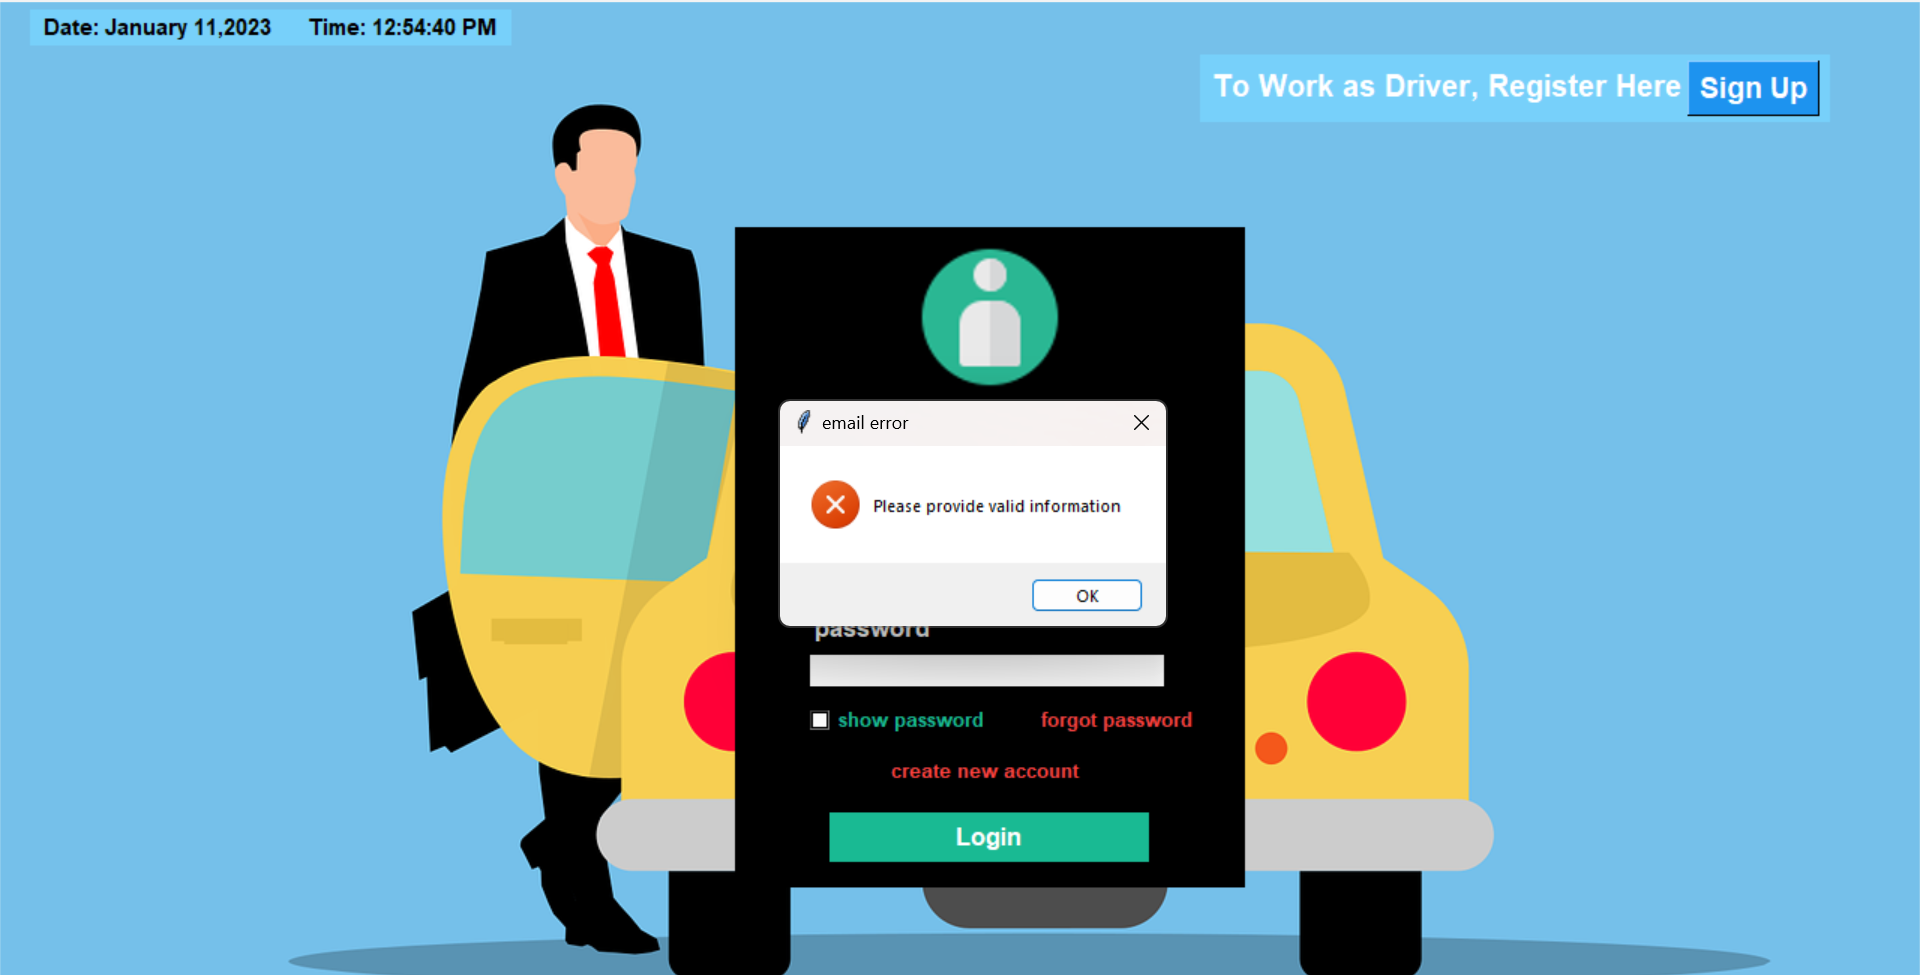 Date: January 11,2023 Time: 12:54:40 PM
To Work as Driver, Register Here Sign Up
email error
Please provide valid information
OK
password
show password forgot password
create new account
Login